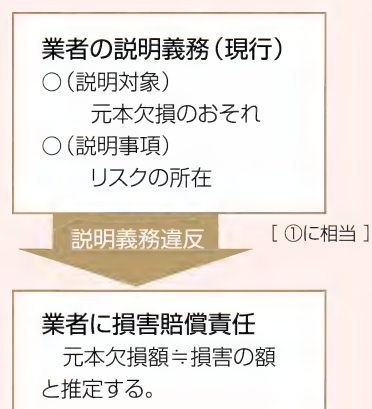 業者の説明義務（現行）
○（説明対象）
元本欠損のおそれ
○（説明事項）
リスクの所在
説明義務違反
［ ①に相当 ］
業者に損害賠償責任
元本欠損額≒損害の額
と推定する。